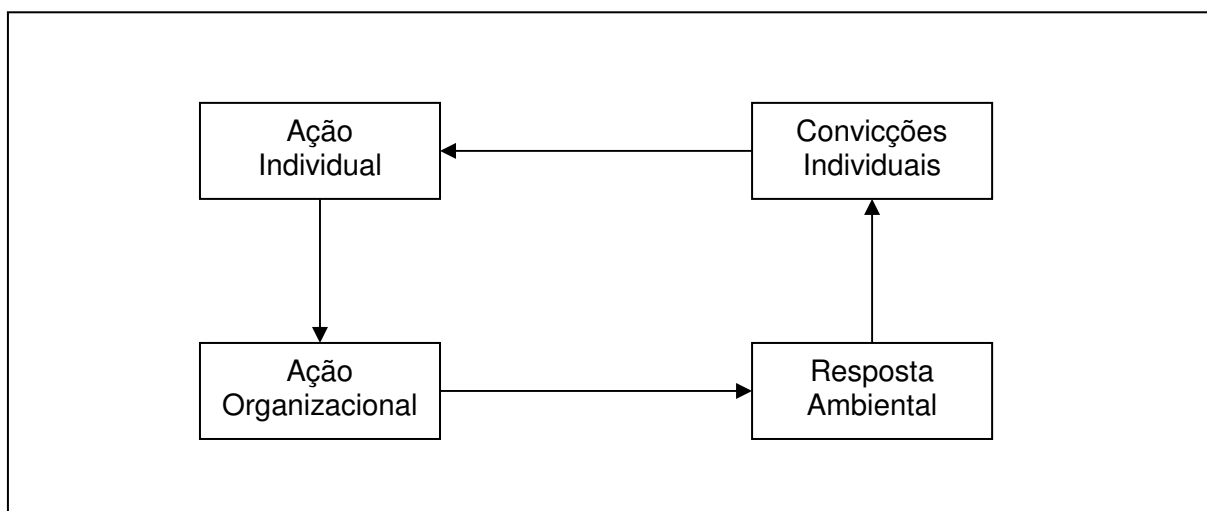 Ação
Individual
Convicções
Individuais
Ação
Organizacional
Resposta
Ambiental